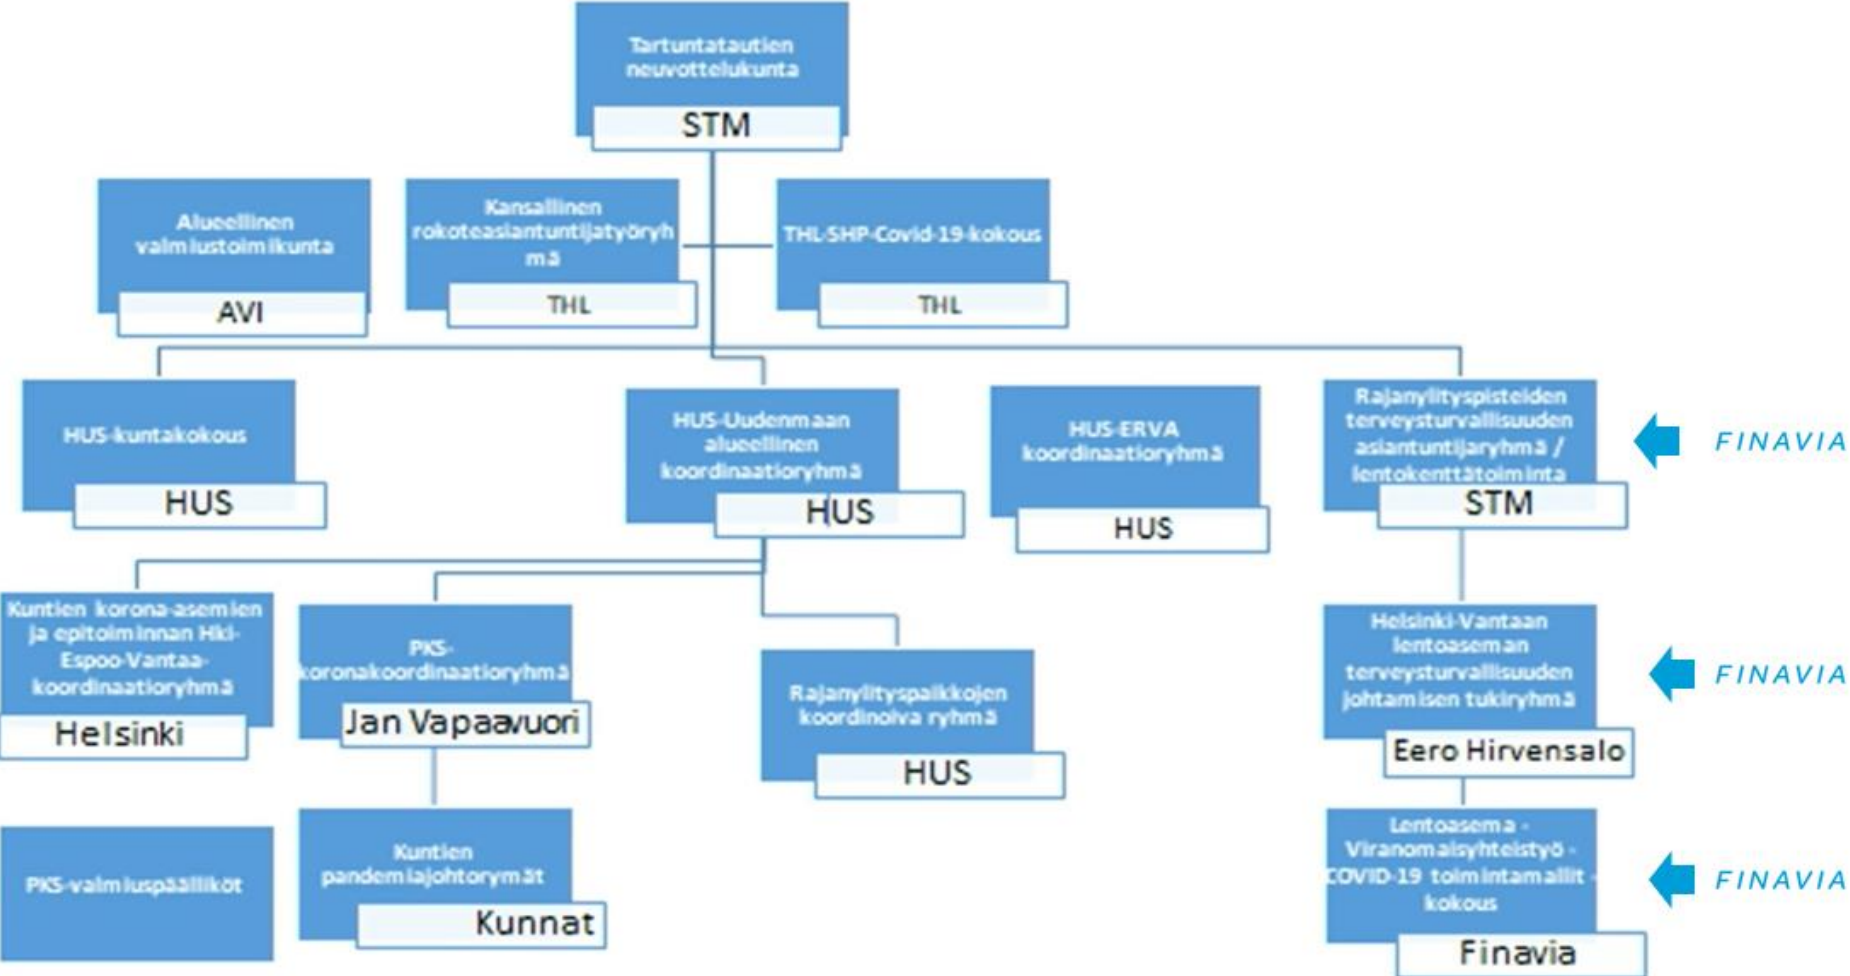 Tartuntatautien
neuvottelukunta
STM
Alueellinen
valmiustoimikunta
AVI
Kansallinen
rokoteasiantuntijatyöryh
mä
THL
THL-SHP-Covid-19-kokous
THL
HUS-kuntakokous
HUS
HUS-Uudenmaan
alueellinen
koordinaatioryhmä
HUS
HUS-ERVA
koordinaatioryhmä
HUS
Rajanylityspisteiden
terveysturvallisuuden
asiantuntijaryhmä /
lentokenttätoiminta
STM
FINAVIA
Kuntien korona-asemien
ja epitoiminnan Hki-
Espoo-Vantaa-
koordinaatioryhmä
Helsinki
PKS-
koronakoordinaatioryhmä
Jan Vapaavuori
Rajanylityspaikkojen
koordinoiva ryhmä
HUS
Helsinki-Vantaan
lentoaseman
terveysturvallisuuden
johtamisen tukiryhmä
Eero Hirvensalo
FINAVIA
PKS-valmiuspäälliköt
Kuntien
pandemiajohtorymät
Kunnat
Lentoasema -
Viranomaisyhteistyö -
COVID-19 toimintamallit -
kokous
Finavia
FINAVIA